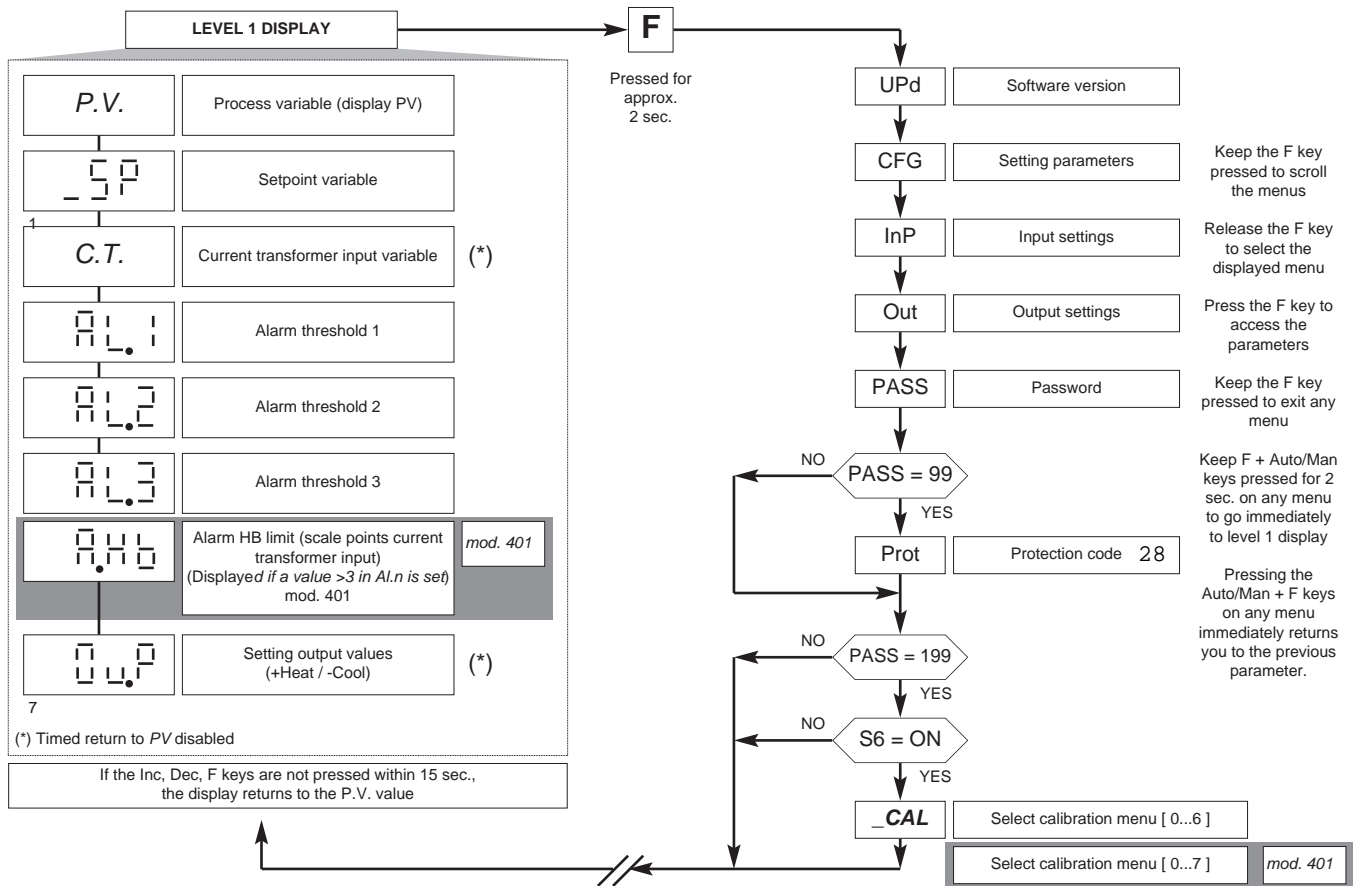 LEVEL 1 DISPLAY
F
Pressed for
approx.
2 sec.
P.V.
Process variable (display PV)
_SP
Setpoint variable
1
C.T.
Current transformer input variable
(*)
AL.1
Alarm threshold 1
AL.2
Alarm threshold 2
AL.3
Alarm threshold 3
A.Hb
Alarm HB limit (scale points current
transformer input)
(Displayed if a value >3 in Al.n is set)
mod. 401
mod. 401
Ou.P
Setting output values
(+Heat / -Cool)
(*)
7
(*) Timed return to PV disabled
If the Inc, Dec, F keys are not pressed within 15 sec.,
the display returns to the P.V. value
UPd
Software version
CFG
Setting parameters
InP
Input settings
Out
Output settings
PASS
Password
NO
PASS = 99
YES
Prot
Protection code 28
NO
PASS = 199
YES
NO
S6 = ON
YES
_CAL
Select calibration menu [ 0...6 ]
Select calibration menu [ 0...7 ]
mod. 401
Keep the F key
pressed to scroll
the menus
Release the F key
to select the
displayed menu
Press the F key to
access the
parameters
Keep the F key
pressed to exit any
menu
Keep F + Auto/Man
keys pressed for 2
sec. on any menu
to go immediately
to level 1 display
Pressing the
Auto/Man + F keys
on any menu
immediately returns
you to the previous
parameter.